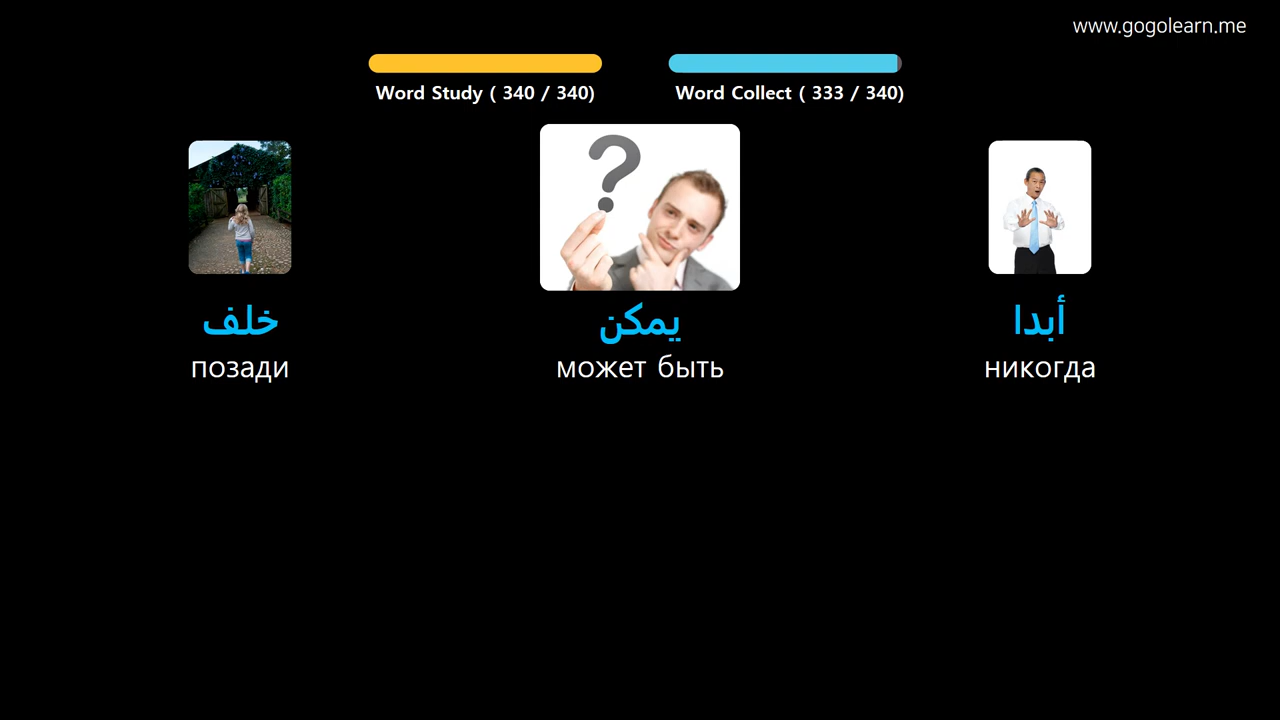 www.gogolearn.me
Word Study ( 340 / 340)
Word Collect ( 333 / 340)
خلف
позади
يمكن
может быть
أبدا
никогда